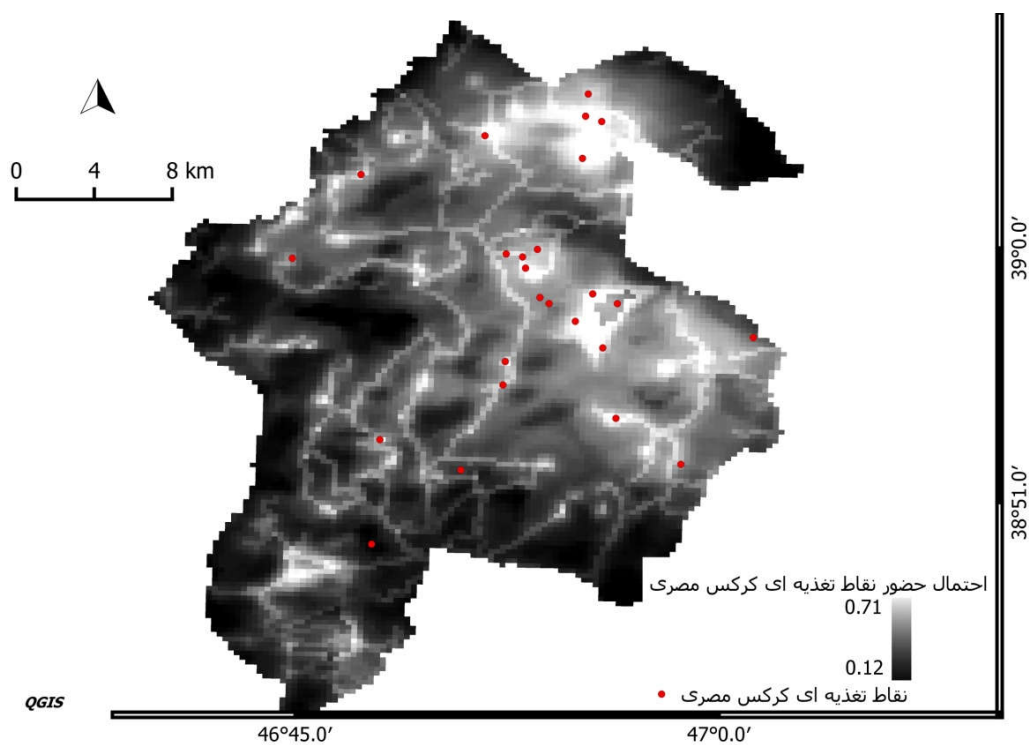 0 4 8 km
39°0.0′
38°51.0′
احتمال حضور نقاط تغذیه ای کرکس مصری
0.71
0.12
نقاط تغذیه ای کرکس مصری
QGIS
46°45.0′ 47°0.0′